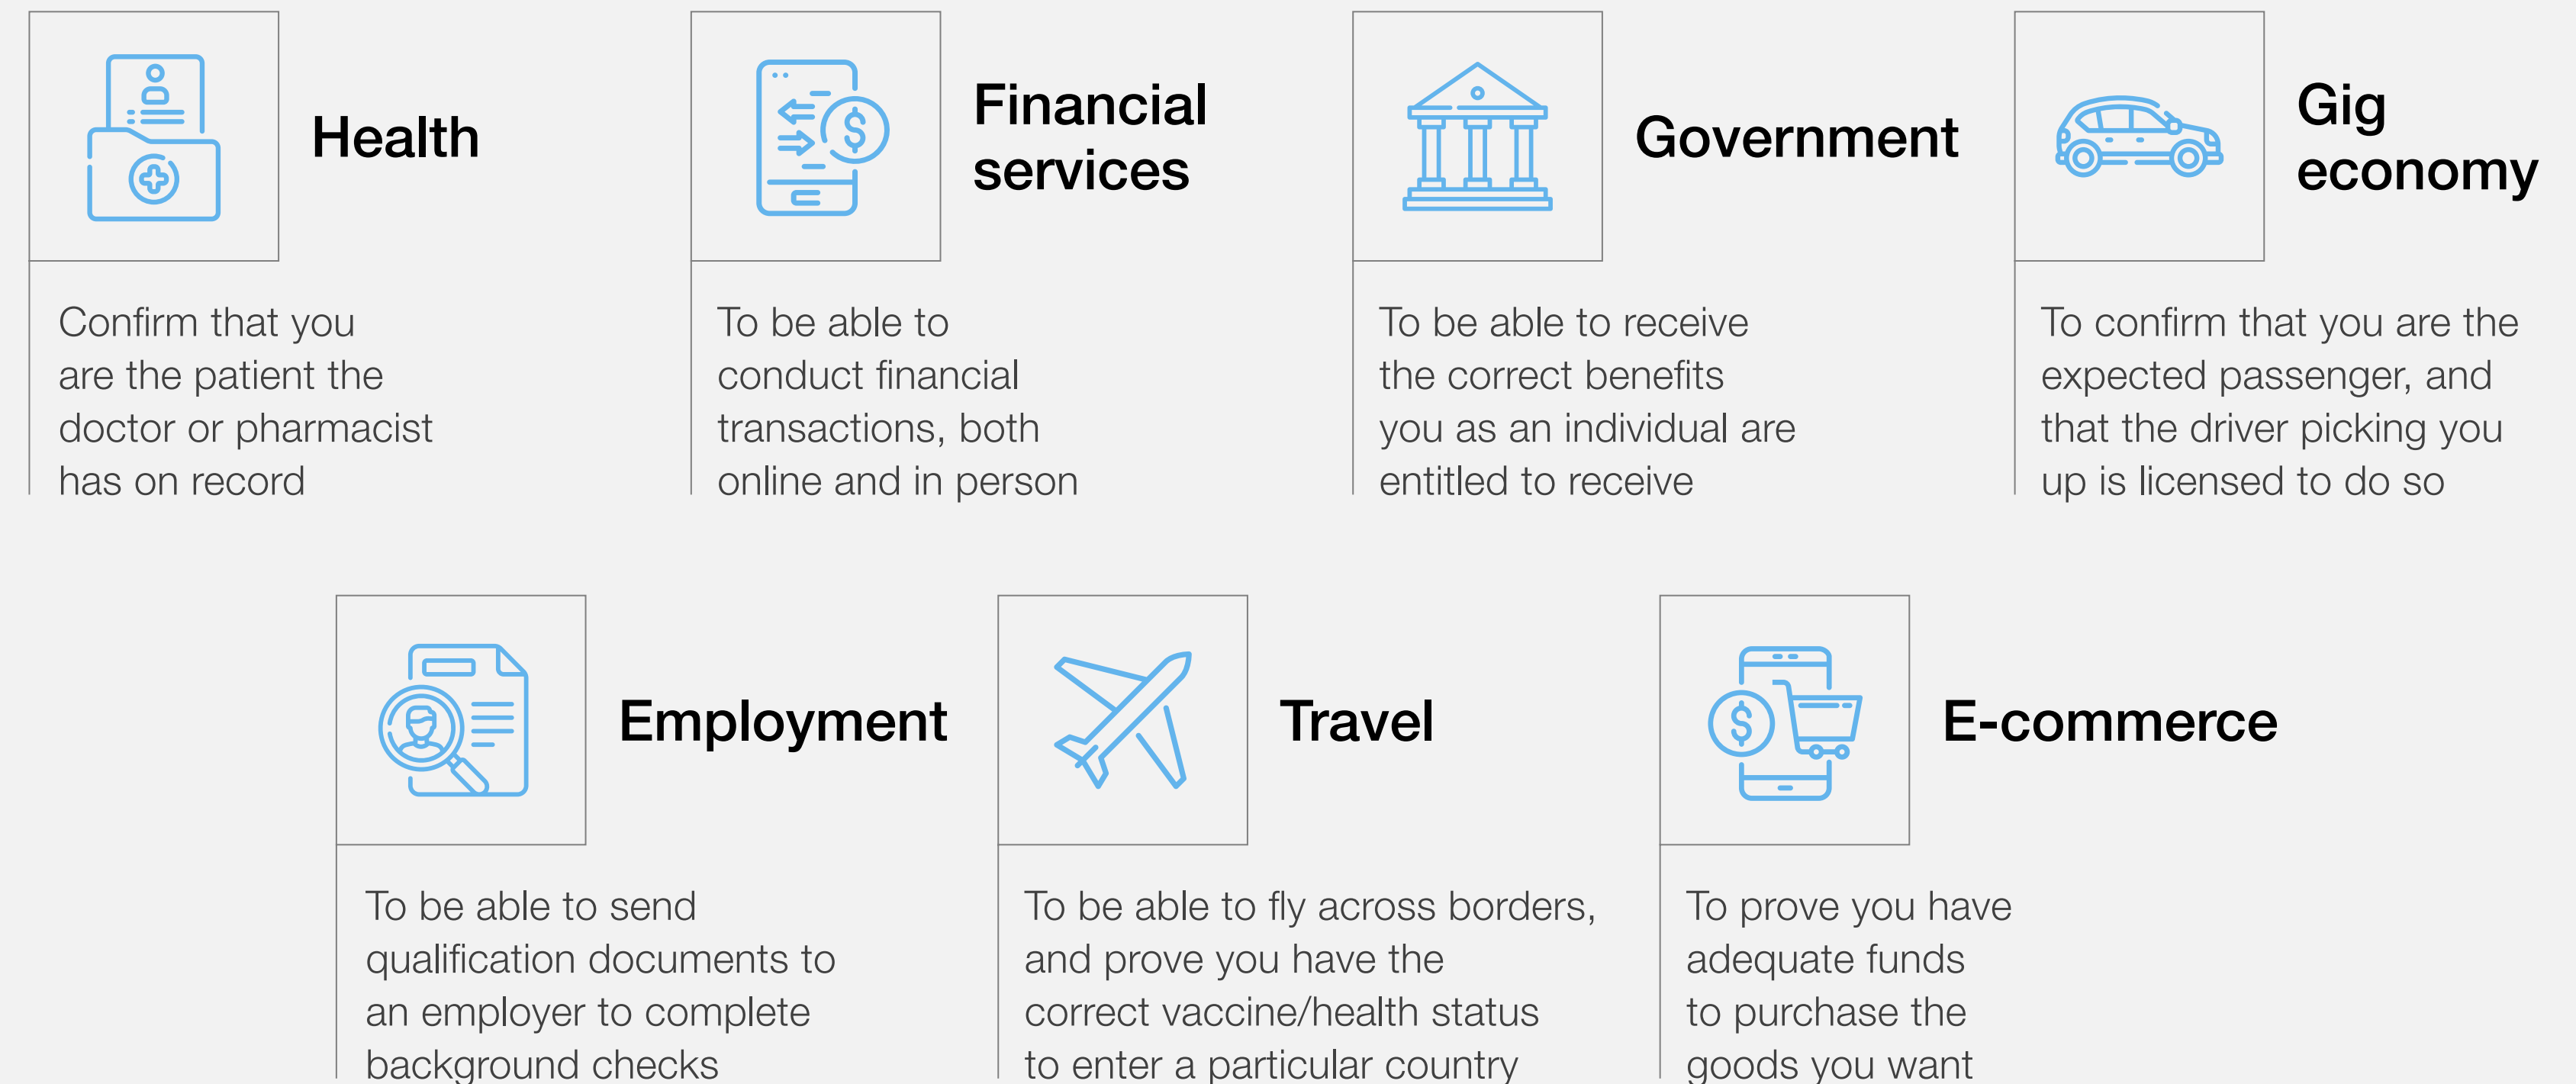 Health
Confirm that you
are the patient the
doctor or pharmacist
has on record
Financial
services
To be able to
conduct financial
transactions, both
online and in person
Government
To be able to receive
the correct benefits
you as an individual are
entitled to receive
Gig
economy
To confirm that you are the
expected passenger, and
that the driver picking you
up is licensed to do so
Employment
To be able to send
qualification documents to
an employer to complete
background checks
Travel
To be able to fly across borders,
and prove you have the
correct vaccine/health status
to enter a particular country
E-commerce
To prove you have
adequate funds
to purchase the
goods you want